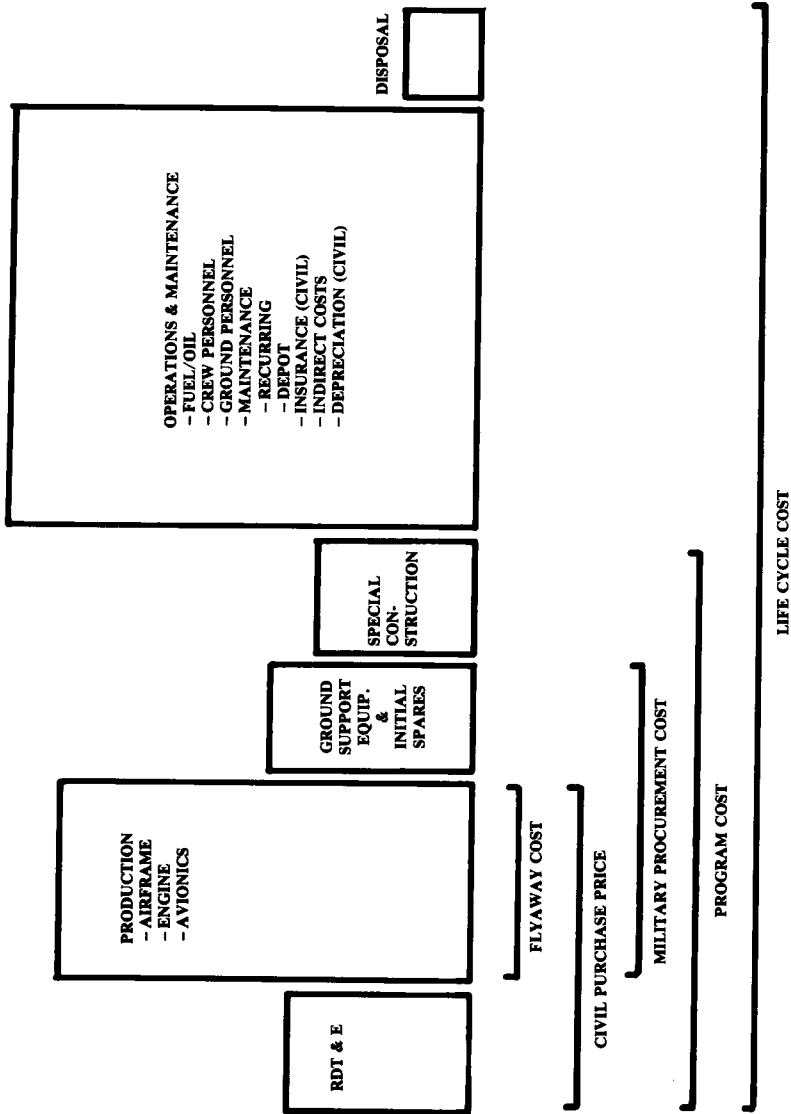 RDT & E
PRODUCTION
– AIRFRAME
– ENGINE
– AVIONICS
GROUND
SUPPORT
EQUIP.
&
INITIAL
SPARES
SPECIAL
CON-
STRUCTION
OPERATIONS & MAINTENANCE
– FUEL/OIL
– CREW PERSONNEL
– GROUND PERSONNEL
– MAINTENANCE
– RECURRING
– DEPOT
– INSURANCE (CIVIL)
– INDIRECT COSTS
– DEPRECIATION (CIVIL)
DISPOSAL
FLYAWAY COST
CIVIL PURCHASE PRICE
MILITARY PROCUREMENT COST
PROGRAM COST
LIFE CYCLE COST